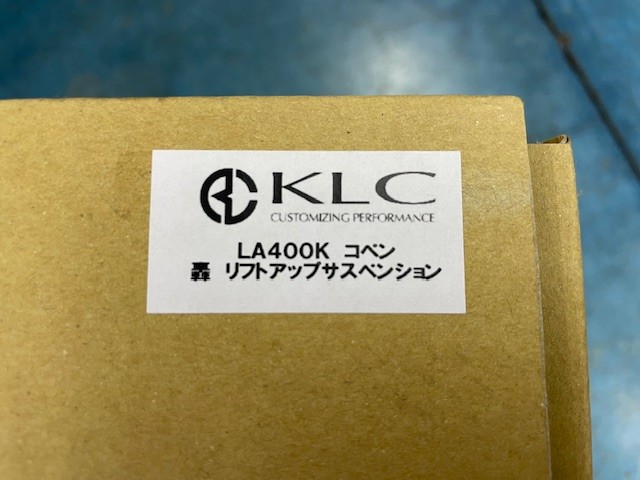 KLC
CUSTOMIZING PERFORMANCE
LA400K コペン
轟 リフトアップサスペンション